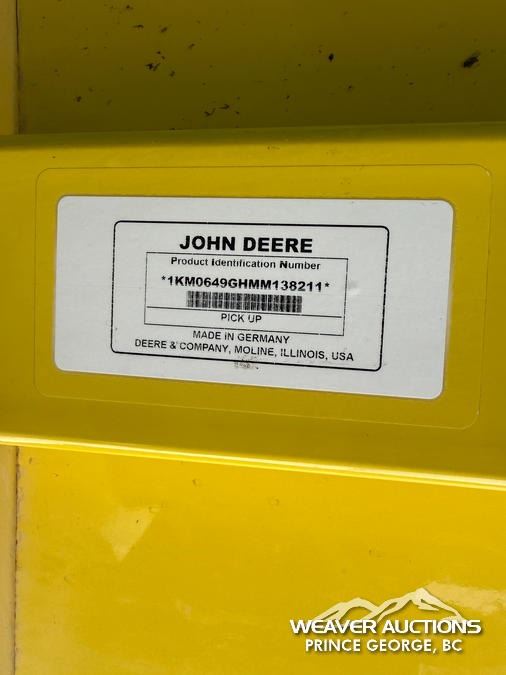 JOHN DEERE
Product Identification Number
*1KM0649GHMM138211*
PICK UP
MADE IN GERMANY
DEERE & COMPANY, MOLINE, ILLINOIS, USA
WEAVER AUCTIONS
PRINCE GEORGE, BC